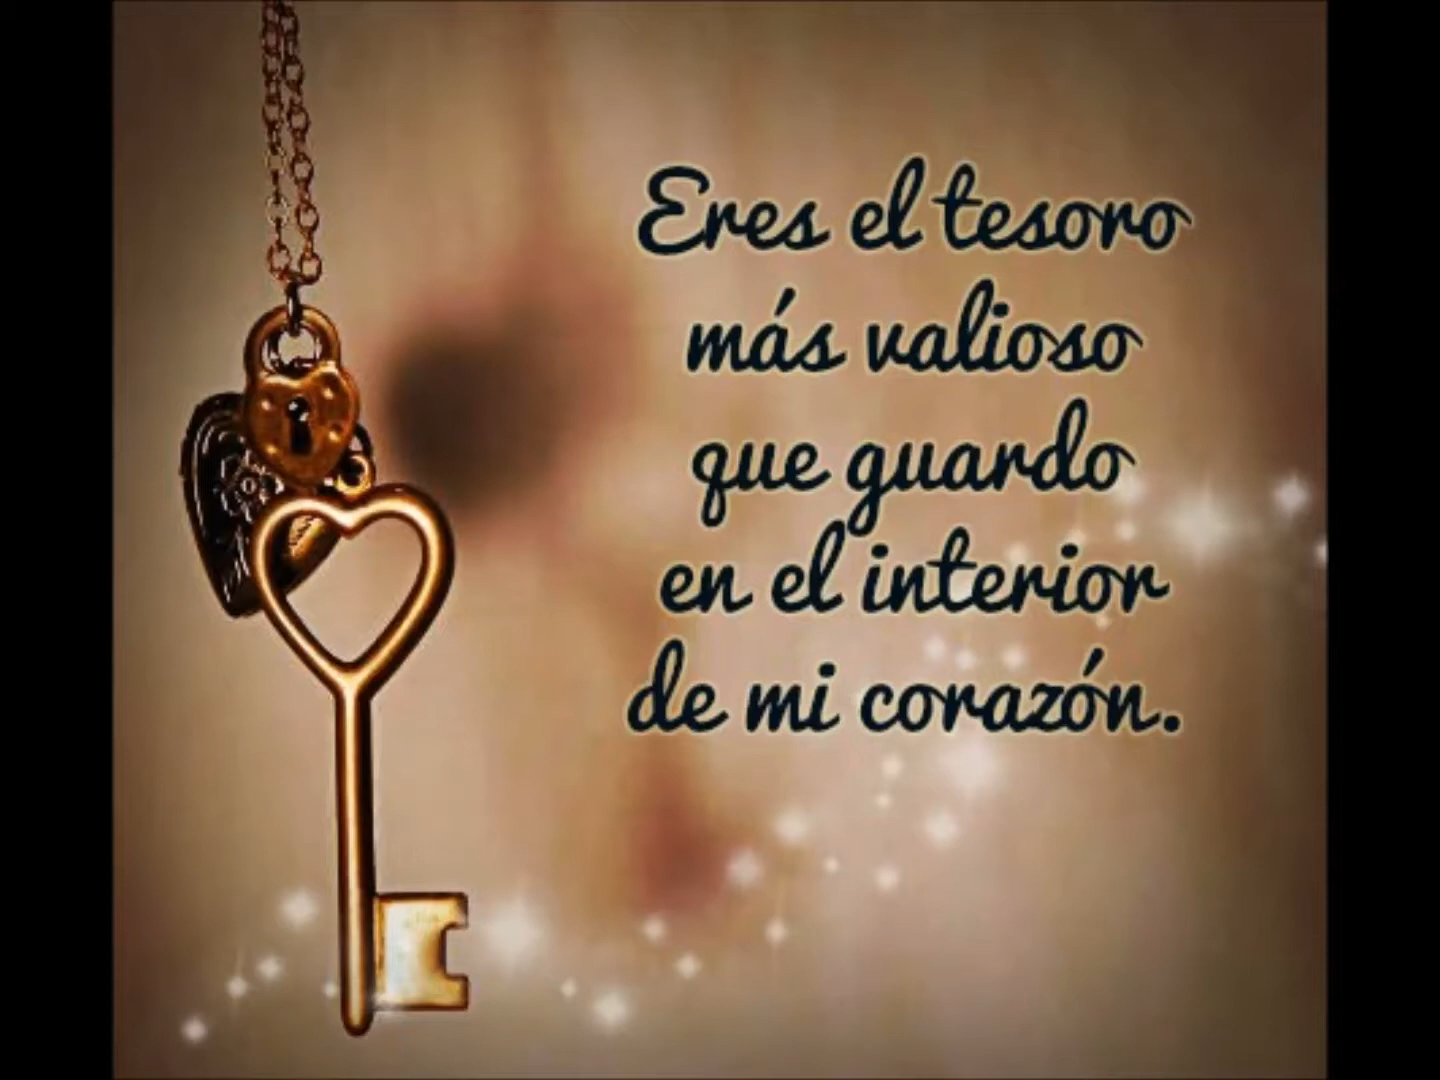 Eres el tesoro
más valioso
que guardo
en el interior
de mi corazón.